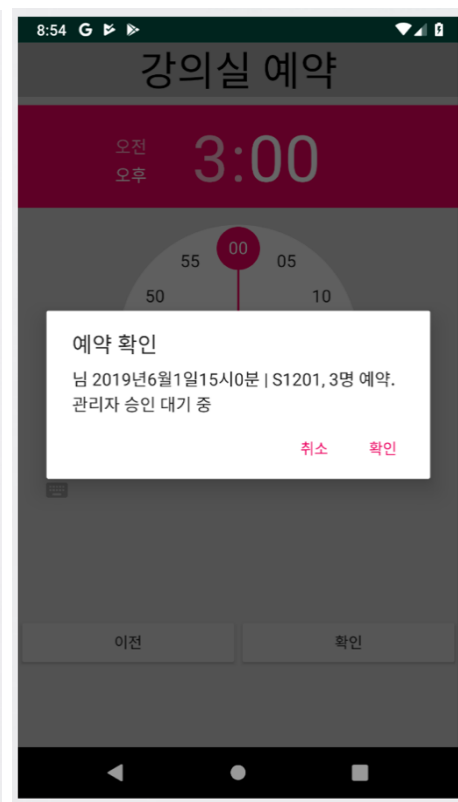 8:54 G
강의실 예약
오전
오후
3:00
00
55
05
50
10
예약 확인
님 2019년6월1일15시0분 | S1201, 3명 예약.
관리자 승인 대기 중
취소 확인
이전 확인